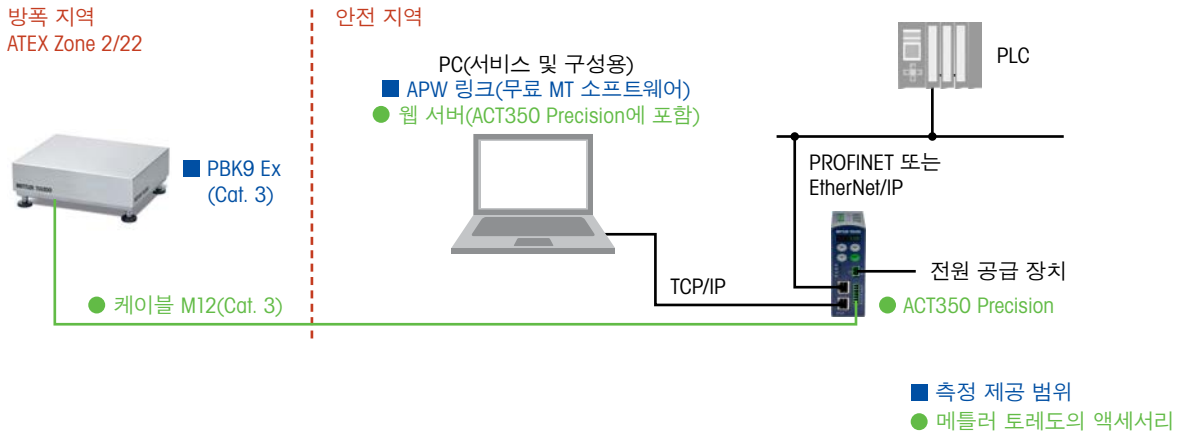 방폭 지역
ATEX Zone 2/22
안전 지역
PC(서비스 및 구성용)
APW 링크(무료 MT 소프트웨어)
웹 서버(ACT350 Precision에 포함)
PLC
PBK9 Ex
(Cat. 3)
PROFINET 또는
EtherNet/IP
전원 공급 장치
TCP/IP
케이블 M12(Cat. 3)
ACT350 Precision
측정 제공 범위
메틀러 토레도의 액세서리